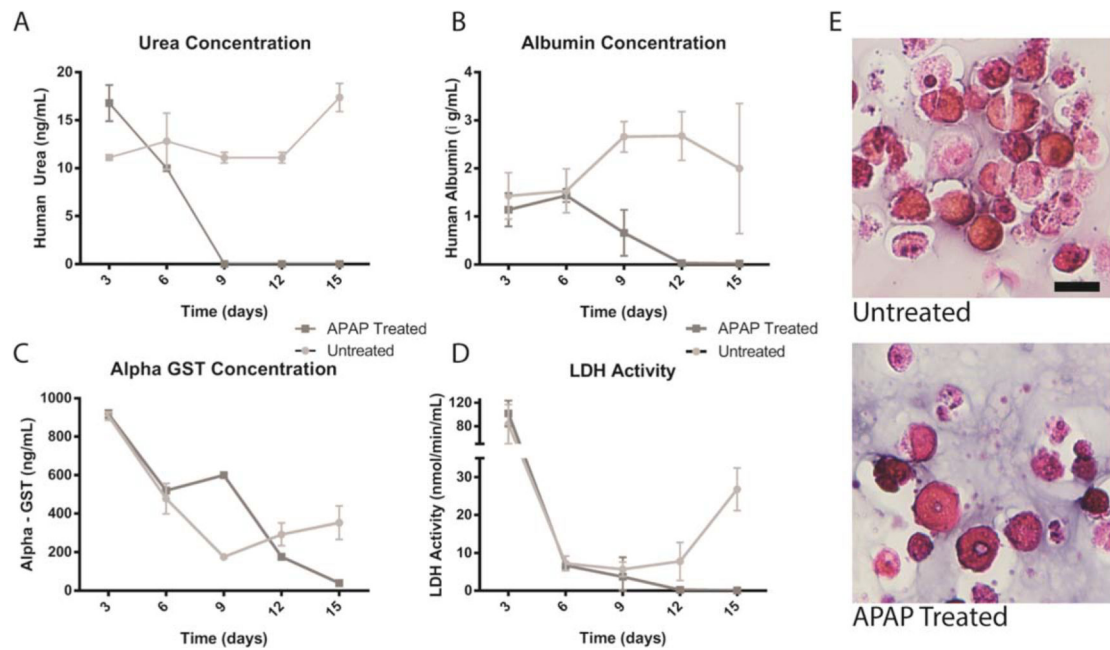 A
Urea Concentration
Human Urea (ng/mL)
20
15
10
5
0
3
6
9
12
15
Time (days)
B
Albumin Concentration
Human Albumin (i g/mL)
4
3
2
1
0
3
6
9
12
15
Time (days)
APAP Treated
Untreated
APAP Treated
Untreated
C
Alpha GST Concentration
Alpha - GST (ng/mL)
1000
800
600
400
200
0
3
6
9
12
15
Time (days)
D
LDH Activity
LDH Activity (nmol/min/mL)
120
80
30
20
10
0
3
6
9
12
15
Time (days)
E
Untreated
APAP Treated